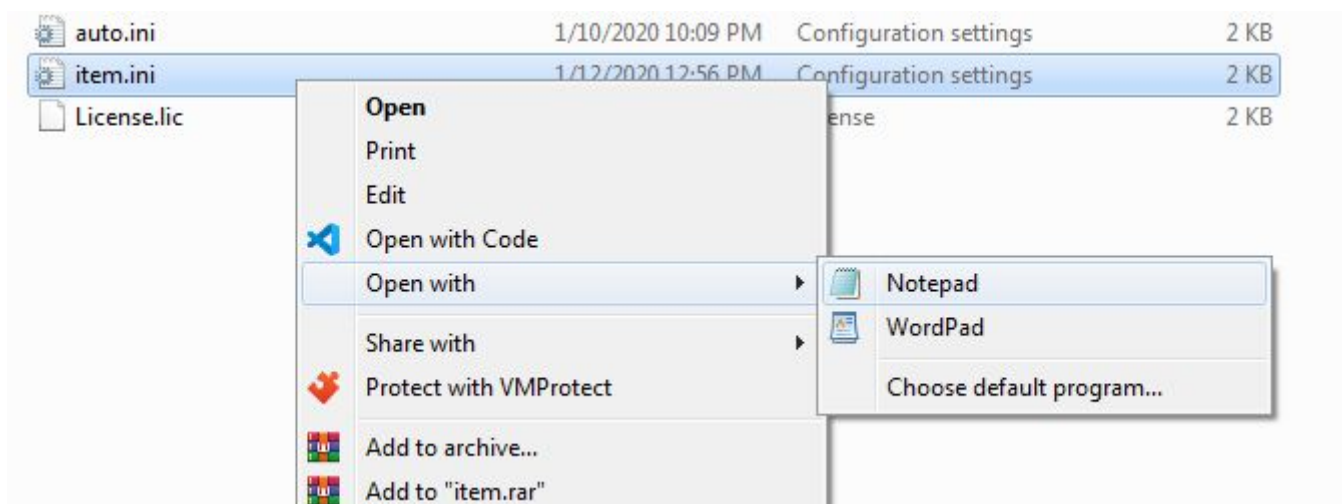 auto.ini 1/10/2020 10:09 PM Configuration settings 2 KB
item.ini 1/12/2020 12:56 PM Configuration settings 2 KB
License.lic ense 2 KB
Open
Print
Edit
Open with Code
Open with
Notepad
WordPad
Share with
Protect with VMProtect
Choose default program...
Add to archive...
Add to "item.rar"